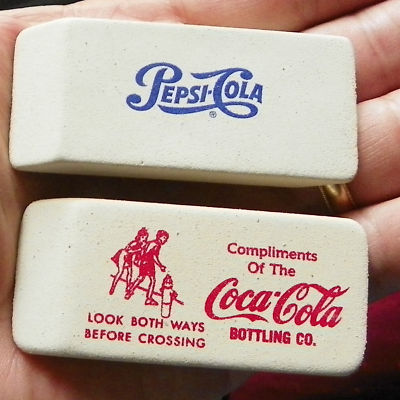 PEPSI-COLA
®
Compliments
Of The
Coca-Cola
BOTTLING CO.
LOOK BOTH WAYS
BEFORE CROSSING